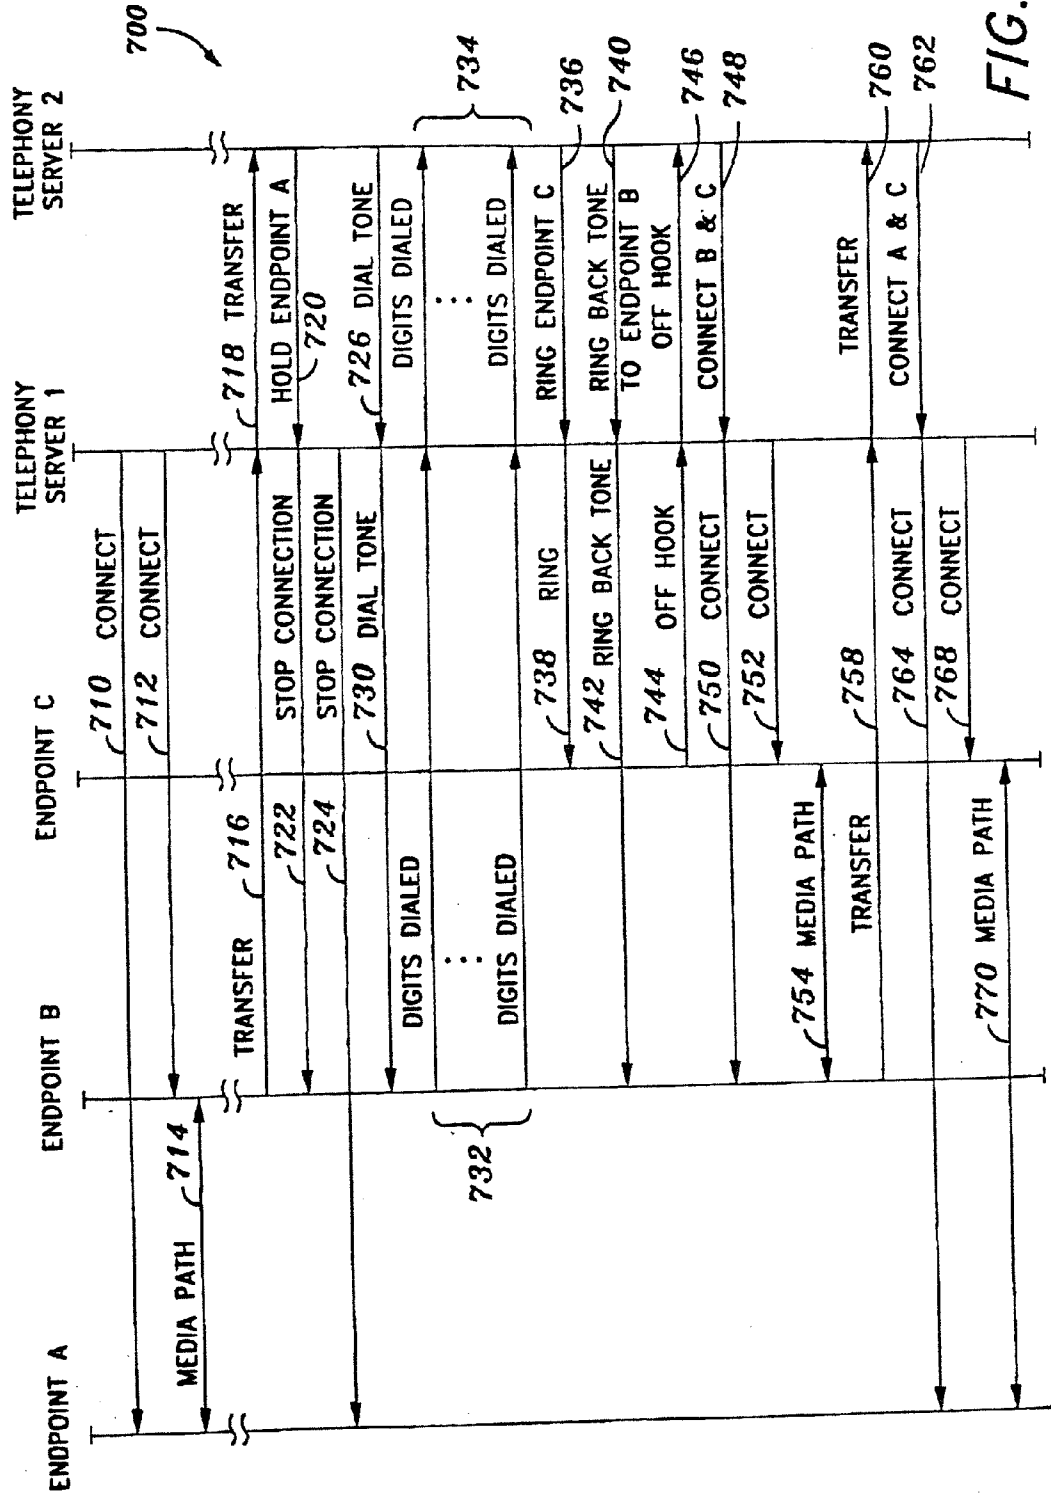 700
ENDPOINT A
ENDPOINT B
ENDPOINT C
TELEPHONY
SERVER 1
TELEPHONY
SERVER 2
710 CONNECT
712 CONNECT
MEDIA PATH
714
TRANSFER
716
718 TRANSFER
HOLD ENDPOINT A
720
STOP CONNECTION
722
STOP CONNECTION
724
726 DIAL TONE
730 DIAL TONE
DIGITS DIALED
DIGITS DIALED
DIGITS DIALED
DIGITS DIALED
732
734
RING ENDPOINT C
736
738 RING
RING BACK TONE
TO ENDPOINT B
740
742 RING BACK TONE
744 OFF HOOK
OFF HOOK
746
CONNECT B & C
748
750 CONNECT
752 CONNECT
754 MEDIA PATH
TRANSFER
758
TRANSFER
760
CONNECT A & C
762
764 CONNECT
768 CONNECT
770 MEDIA PATH
FIG.